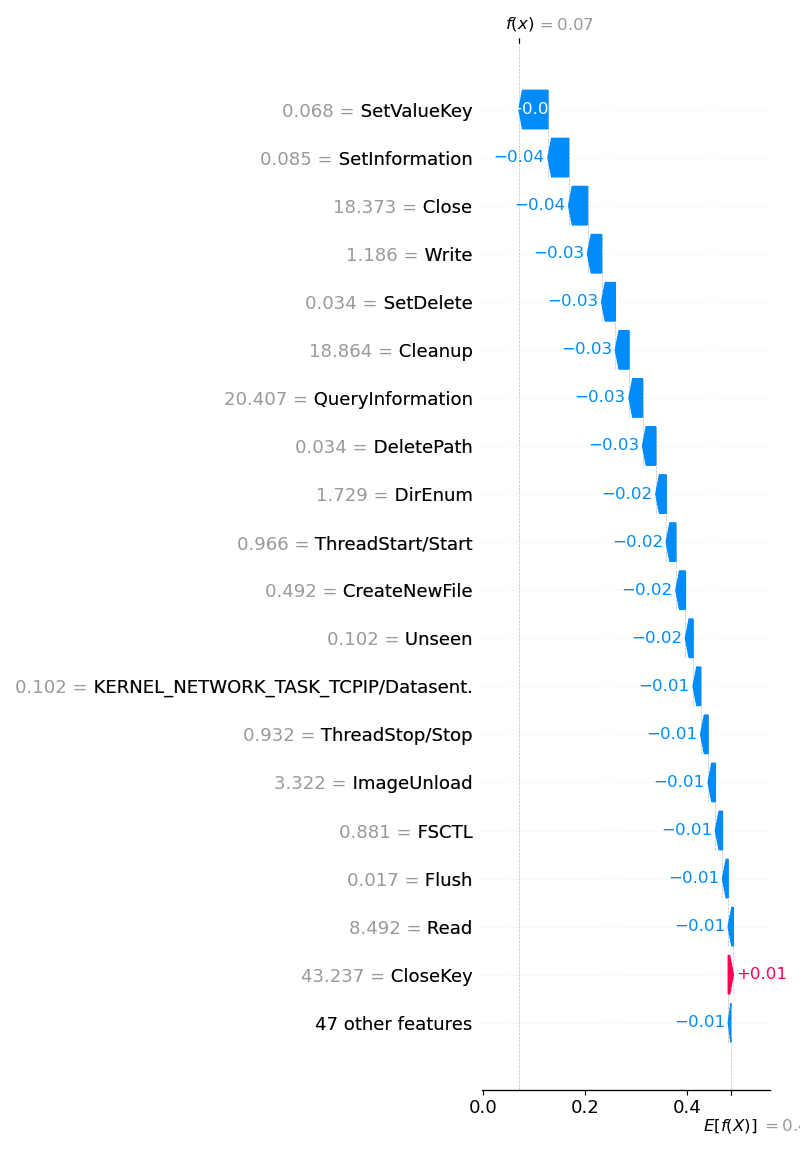 f(x) = 0.07
0.068 = SetValueKey −0.0
0.085 = SetInformation −0.04
18.373 = Close −0.04
1.186 = Write −0.03
0.034 = SetDelete −0.03
18.864 = Cleanup −0.03
20.407 = QueryInformation −0.03
0.034 = DeletePath −0.03
1.729 = DirEnum −0.02
0.966 = ThreadStart/Start −0.02
0.492 = CreateNewFile −0.02
0.102 = Unseen −0.02
0.102 = KERNEL_NETWORK_TASK_TCPIP/Datasent. −0.01
0.932 = ThreadStop/Stop −0.01
3.322 = ImageUnload −0.01
0.881 = FSCTL −0.01
0.017 = Flush −0.01
8.492 = Read −0.01
43.237 = CloseKey +0.01
47 other features −0.01
0.0 0.2 0.4
E[f(X)] = 0.4